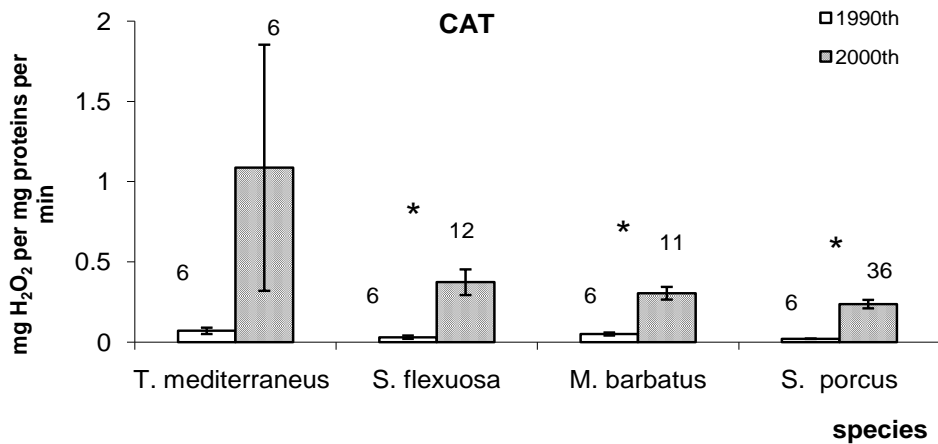 CAT
1990th
2000th
mg H₂O₂ per mg proteins per
min
2
1.5
1
0.5
0
6
6
6
12
*
6
11
*
6
36
*
T. mediterraneus
S. flexuosa
M. barbatus
S. porcus
species